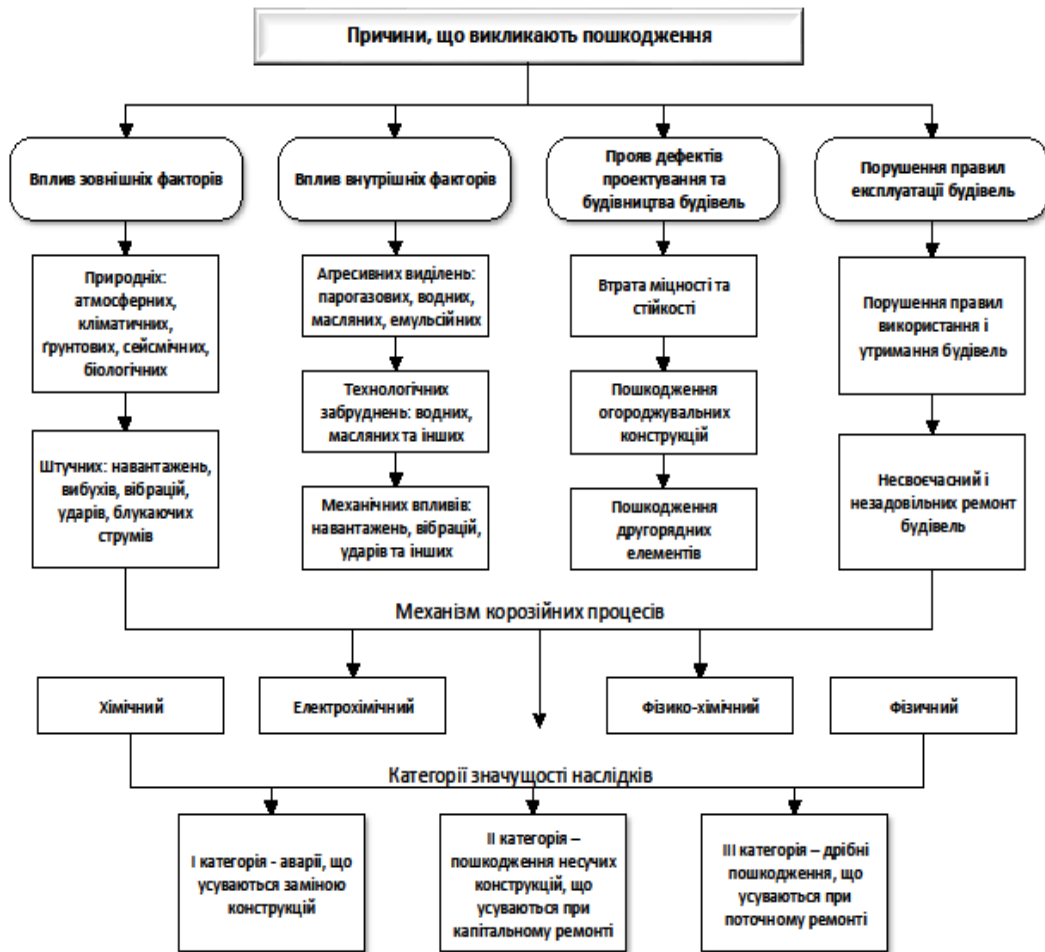 Причини, що викликають пошкодження
Вплив зовнішніх факторів
Вплив внутрішніх факторів
Прояв дефектів
проектування та
будівництва будівель
Порушення правил
експлуатації будівель
Природніх:
атмосферних,
кліматичних,
ґрунтових, сейсмічних,
біологічних
Агресивних виділень:
парогазових, водних,
масляних, емульсійних
Втрата міцності та
стійкості
Порушення правил
використання і
утримання будівель
Технологічних
забруднень: водних,
масляних та інших
Пошкодження
огороджувальних
конструкцій
Штучних: навантажень,
вибухів, вібрацій,
ударів, блукаючих
струмів
Механічних впливів:
навантажень, вібрацій,
ударів та інших
Пошкодження
другорядних
елементів
Несвоєчасний і
незадовільних ремонт
будівель
Механізм корозійних процесів
Хімічний
Електрохімічний
Фізико-хімічний
Фізичний
Категорії значущості наслідків
І категорія - аварії, що
усуваються заміною
конструкцій
ІІ категорія –
пошкодження несучих
конструкцій, що
усуваються при
капітальному ремонті
ІІІ категорія – дрібні
пошкодження, що
усуваються при
поточному ремонті